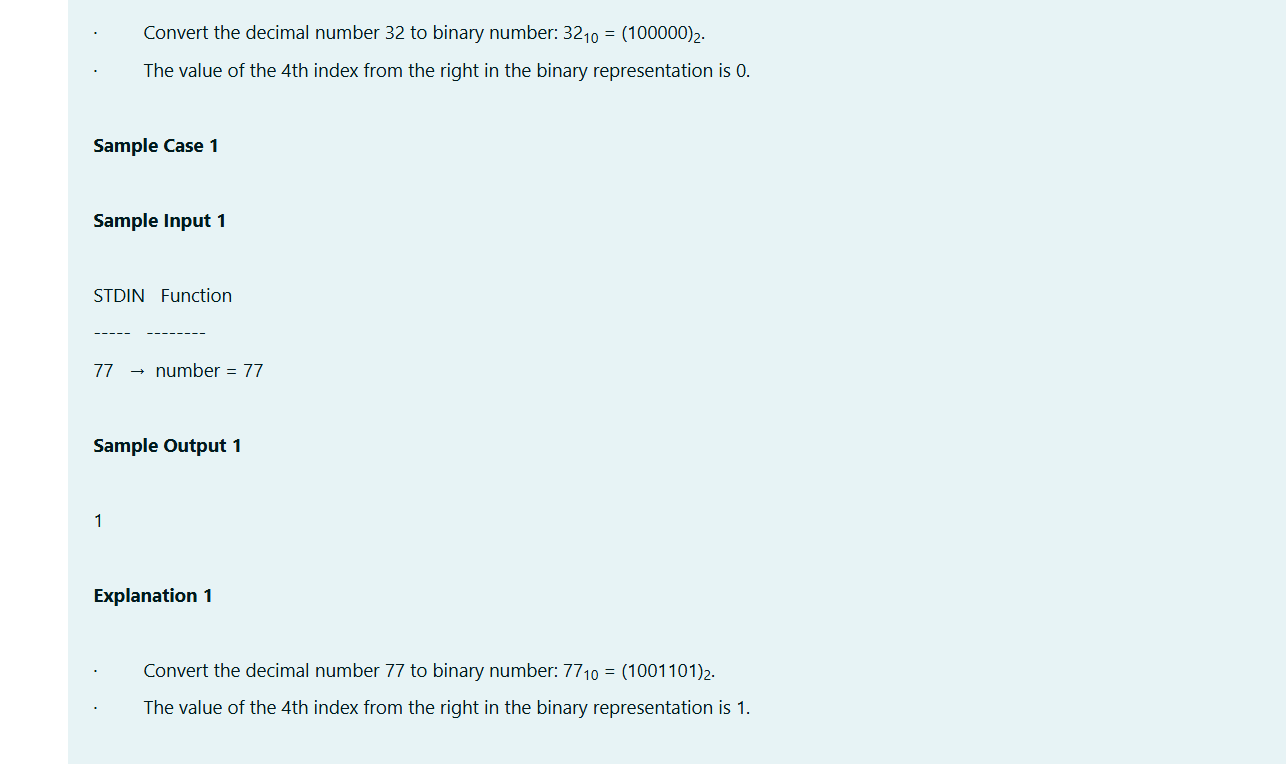 · Convert the decimal number 32 to binary number: 32₁₀ = (100000)₂.
· The value of the 4th index from the right in the binary representation is 0.
Sample Case 1
Sample Input 1
STDIN Function
----- --------
77 → number = 77
Sample Output 1
1
Explanation 1
· Convert the decimal number 77 to binary number: 77₁₀ = (1001101)₂.
· The value of the 4th index from the right in the binary representation is 1.